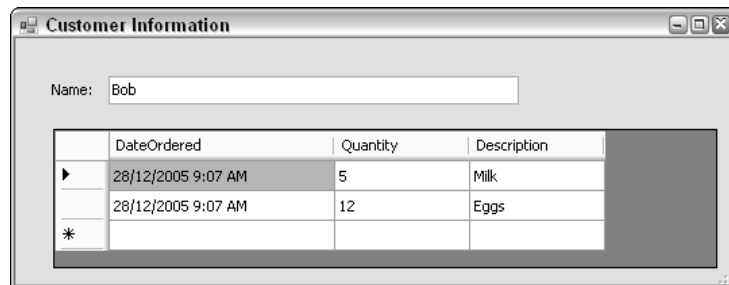 Customer Information
Name: Bob
DateOrdered Quantity Description
28/12/2005 9:07 AM 5 Milk
28/12/2005 9:07 AM 12 Eggs